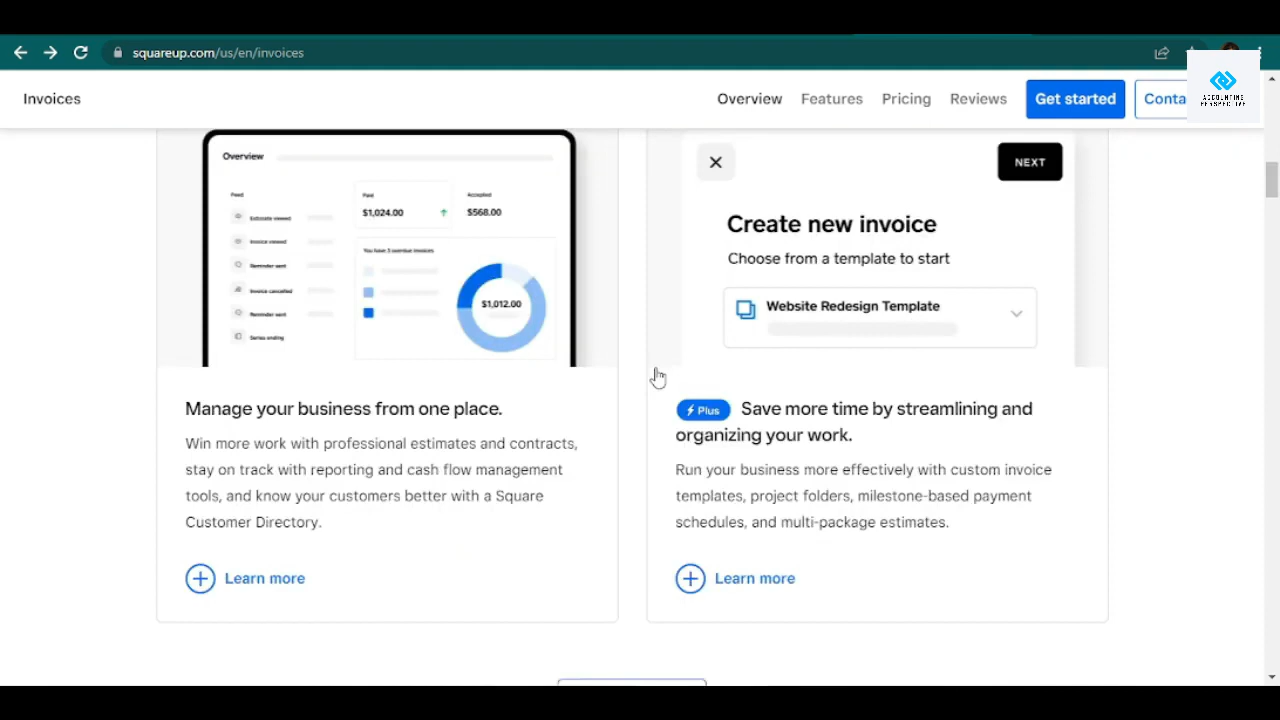 squareup.com/us/en/invoices
Invoices
Overview
Features
Pricing
Reviews
Get started
Conta
ACCOUNTING
PERSPECTIVE
Overview
Feed
Estimate viewed
Invoice viewed
Reminder sent
Invoice cancelled
Reminder sent
Series ending
Paid
$1,024.00
Accepted
$568.00
You have 3 overdue invoices
$1,012.00
NEXT
Create new invoice
Choose from a template to start
Website Redesign Template
Manage your business from one place.
Win more work with professional estimates and contracts,
stay on track with reporting and cash flow management
tools, and know your customers better with a Square
Customer Directory.
Learn more
Plus Save more time by streamlining and
organizing your work.
Run your business more effectively with custom invoice
templates, project folders, milestone-based payment
schedules, and multi-package estimates.
Learn more